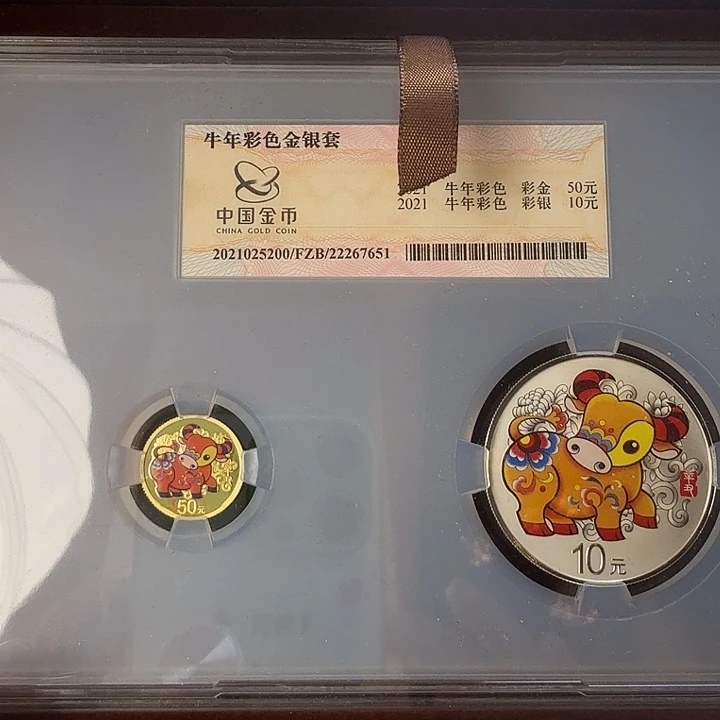 牛年彩色金银套
中国金币
CHINA GOLD COIN
牛年彩色 彩金 50元
2021 牛年彩色 彩银 10元
2021025200/FZB/22267651
50元
辛丑
10元